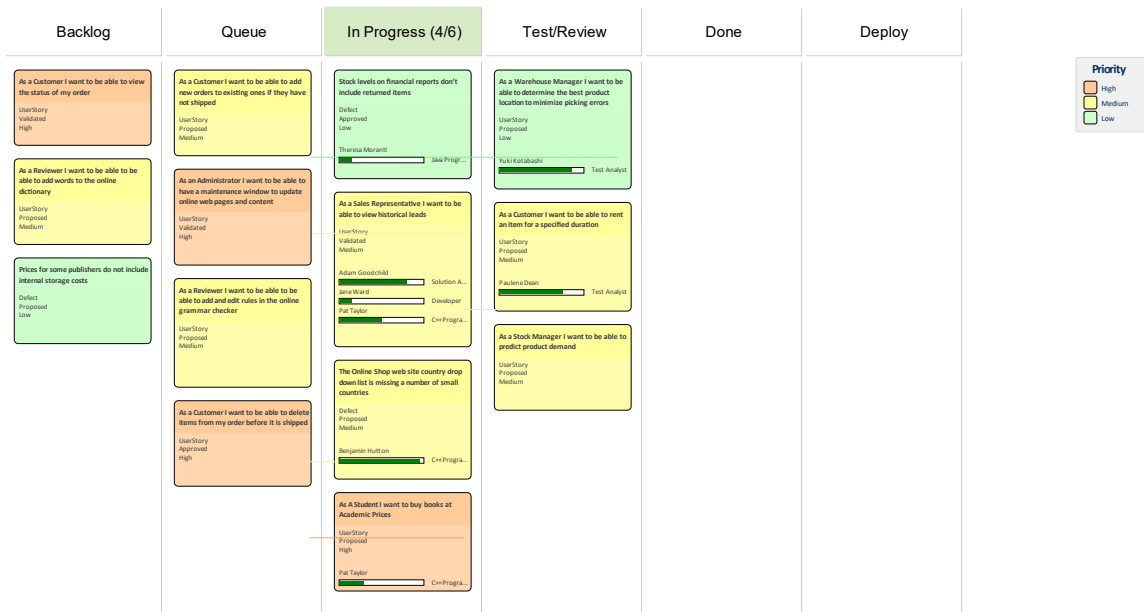 Backlog
Queue
In Progress (4/6)
Test/Review
Done
Deploy
As a Customer I want to be able to view
the status of my order
UserStory
Validated
High
As a Reviewer I want to be able to be
able to add words to the online
dictionary
UserStory
Proposed
Medium
Prices for some publishers do not include
internal storage costs
Defect
Proposed
Low
As a Customer I want to be able to add
new orders to existing ones if they have
not shipped
UserStory
Proposed
Medium
As an Administrator I want to be able to
have a maintenance window to update
online web pages and content
UserStory
Validated
High
As a Reviewer I want to be able to be
able to add and edit rules in the online
grammar checker
UserStory
Proposed
Medium
As a Customer I want to be able to delete
items from my order before it is shipped
UserStory
Approved
High
Stock levels on financial reports don't
include returned items
Defect
Approved
Low
Theresa Moranti
Java Progr...
As a Sales Representative I want to be
able to view historical leads
UserStory
Validated
Medium
Adam Goodchild
Solution A...
Jane Ward
Developer
Pat Taylor
C++Progra...
The Online Shop web site country drop
down list is missing a number of small
countries
Defect
Proposed
Medium
Benjamin Hutton
C++Progra...
As A Student I want to buy books at
Academic Prices
UserStory
Proposed
High
Pat Taylor
C++Progra...
As a Warehouse Manager I want to be
able to determine the best product
location to minimize picking errors
UserStory
Proposed
Low
Yuki Kotabashi
Test Analyst
As a Customer I want to be able to rent
an item for a specified duration
UserStory
Proposed
Medium
Paulene Dean
Test Analyst
As a Stock Manager I want to be able to
predict product demand
UserStory
Proposed
Medium
Priority
High
Medium
Low